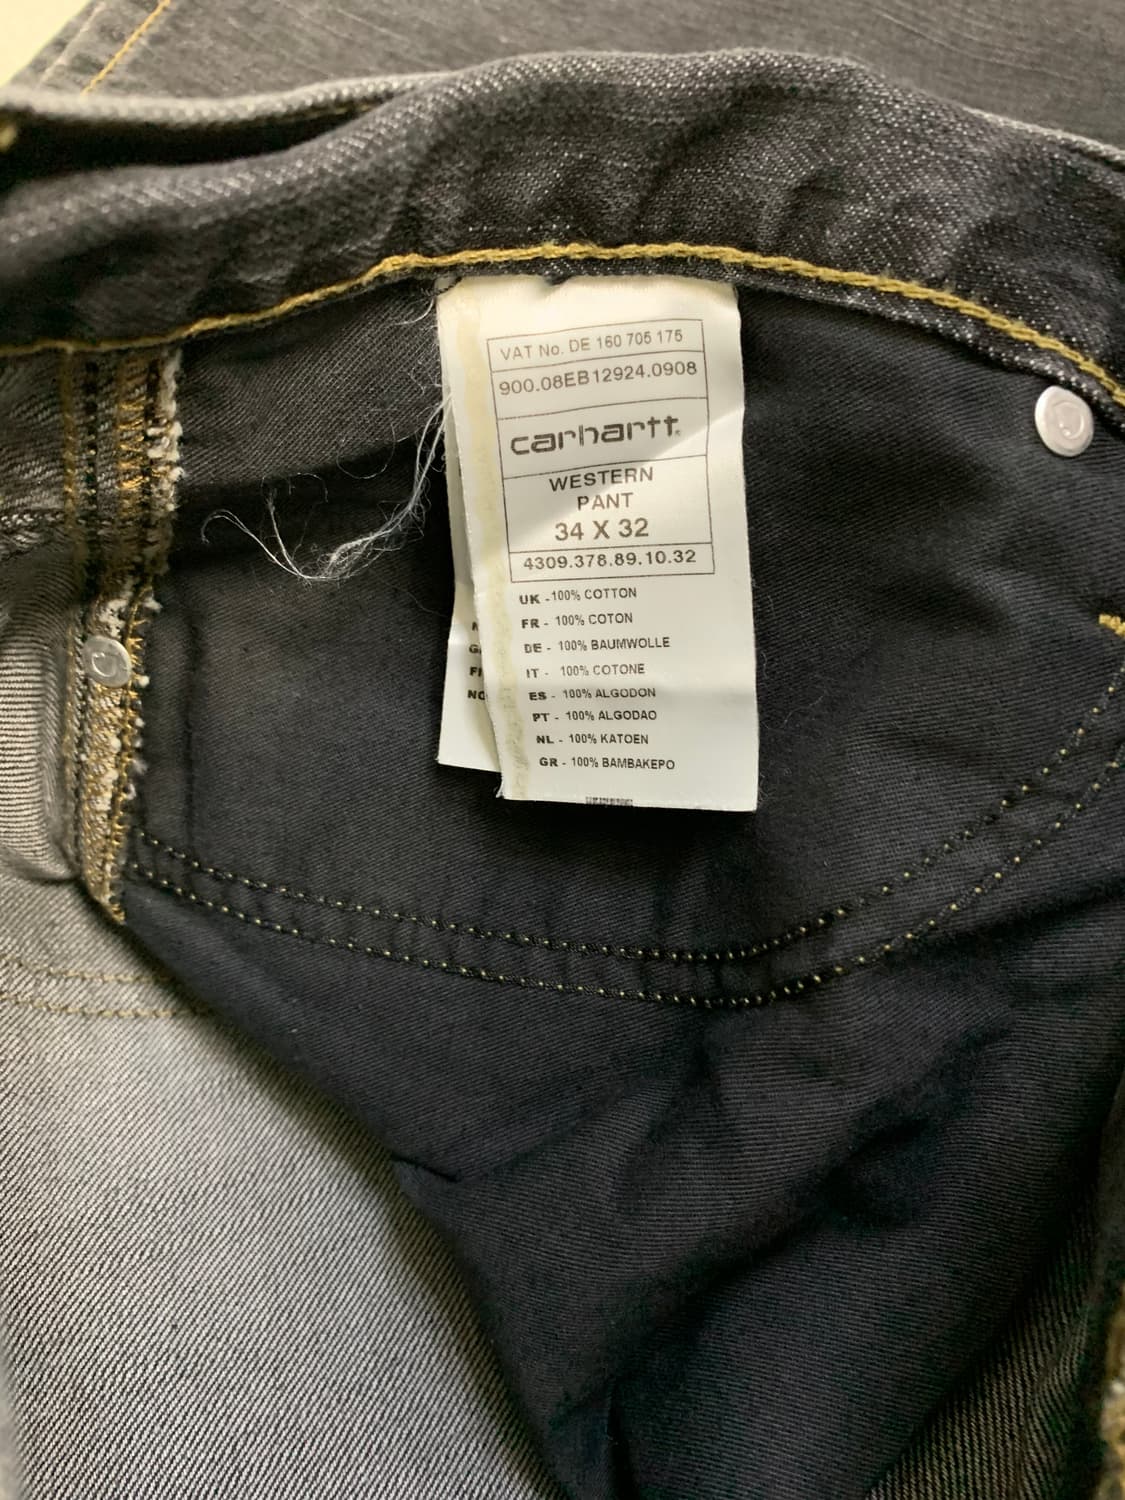 VAT No. DE 160 705 175
900.08EB12924.0908
carhartt
WESTERN
PANT
34 X 32
4309.378.89.10.32
UK -100% COTTON
FR - 100% COTON
DE - 100% BAUMWOLLE
IT - 100% COTONE
ES - 100% ALGODON
PT - 100% ALGODAO
NL - 100% KATOEN
GR - 100% BAMBAKEPO
NO